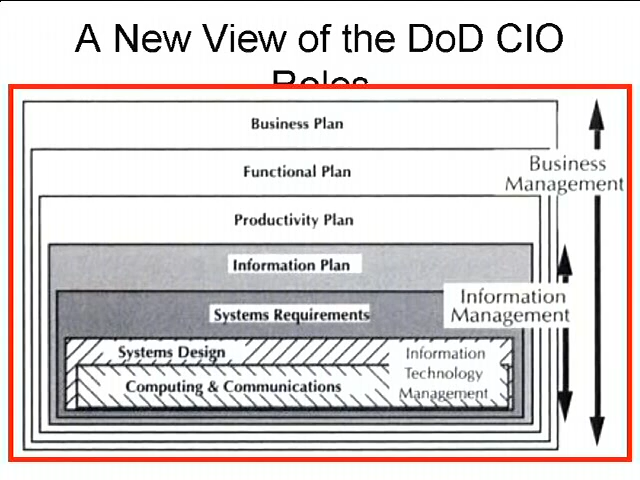 A New View of the DoD CIO
Roles
Business Plan
Functional Plan
Business
Management
Productivity Plan
Information Plan
Information
Management
Systems Requirements
Systems Design
Information
Technology
Management
Computing & Communications